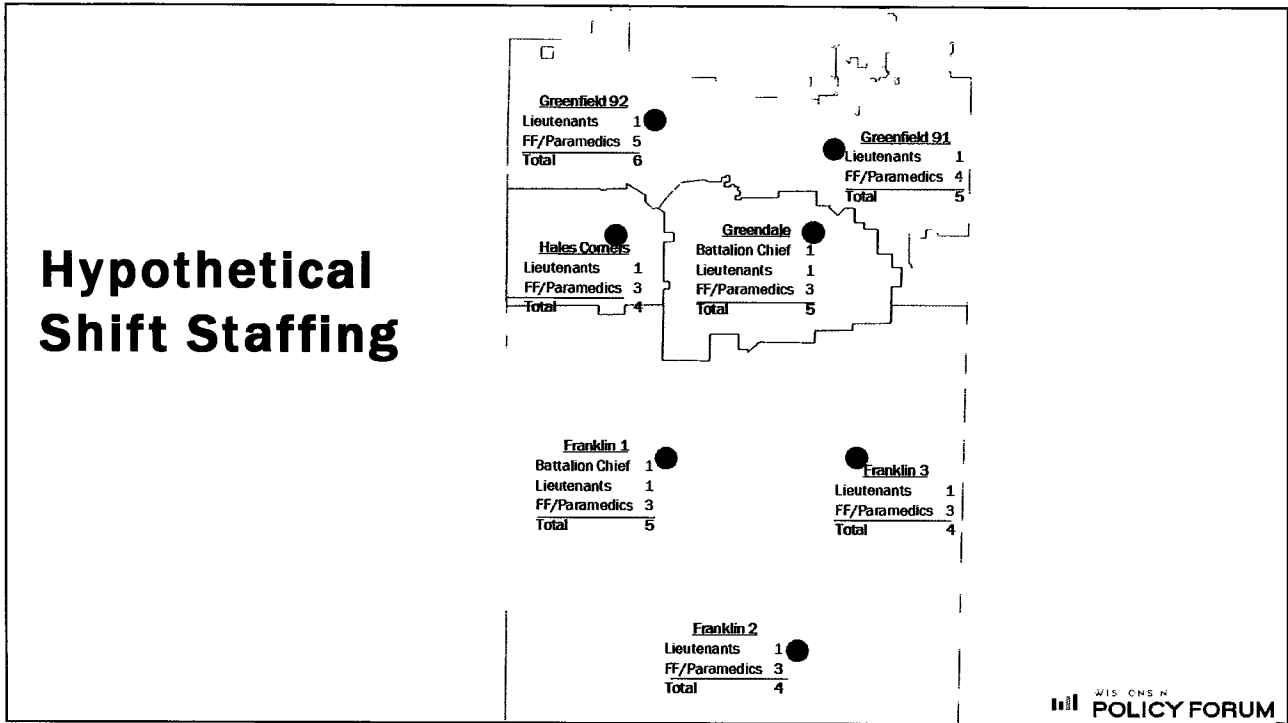 Hypothetical
Shift Staffing
Greenfield 92
Lieutenants 1
FF/Paramedics 5
Total 6
Greenfield 91
Lieutenants 1
FF/Paramedics 4
Total 5
Hales Corners
Lieutenants 1
FF/Paramedics 3
Total 4
Greendale
Battalion Chief 1
Lieutenants 1
FF/Paramedics 3
Total 5
Franklin 1
Battalion Chief 1
Lieutenants 1
FF/Paramedics 3
Total 5
Franklin 3
Lieutenants 1
FF/Paramedics 3
Total 4
Franklin 2
Lieutenants 1
FF/Paramedics 3
Total 4
WIS ONS N
POLICY FORUM